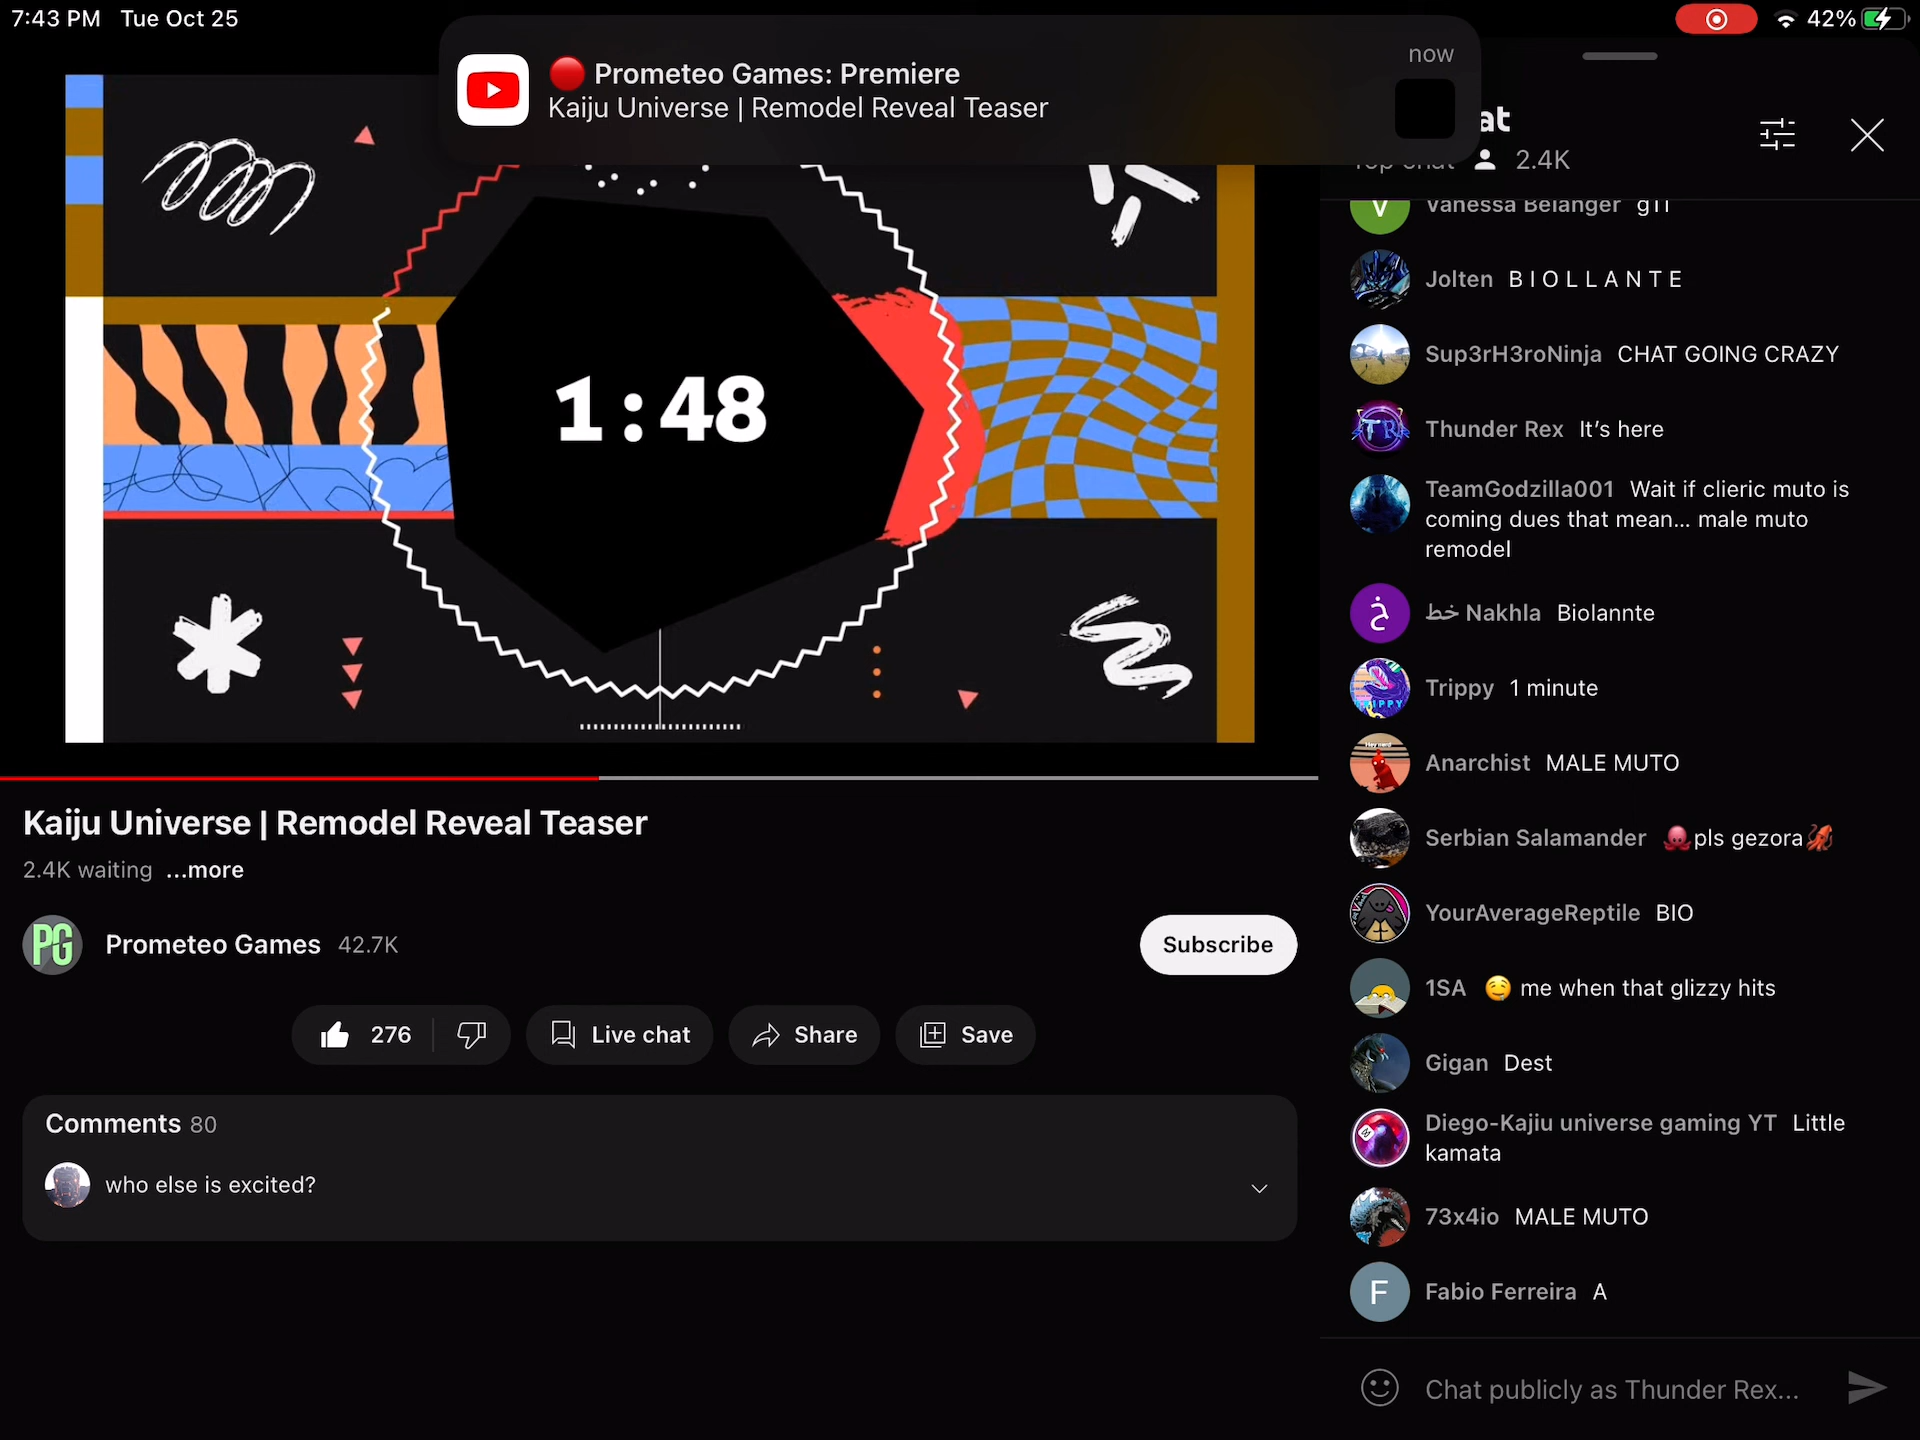 7:43 PM Tue Oct 25
42%
now
🔴 Prometeo Games: Premiere
Kaiju Universe | Remodel Reveal Teaser
at
2.4K
1:48
Vanessa Belanger
Jolten B I O L L A N T E
Sup3rH3roNinja CHAT GOING CRAZY
TR
Thunder Rex It's here
TeamGodzilla001 Wait if clieric muto is
coming dues that mean... male muto
remodel
خ
خط Nakhla Biolannte
Trippy 1 minute
Anarchist MALE MUTO
Serbian Salamander 🐙pls gezora🦑
YourAverageReptile BIO
1SA 🤤 me when that glizzy hits
Gigan Dest
Diego-Kajiu universe gaming YT Little
kamata
73x4io MALE MUTO
F
Fabio Ferreira A
Chat publicly as Thunder Rex...
Kaiju Universe | Remodel Reveal Teaser
2.4K waiting ...more
PG
Prometeo Games 42.7K
Subscribe
276
Live chat
Share
Save
Comments 80
who else is excited?